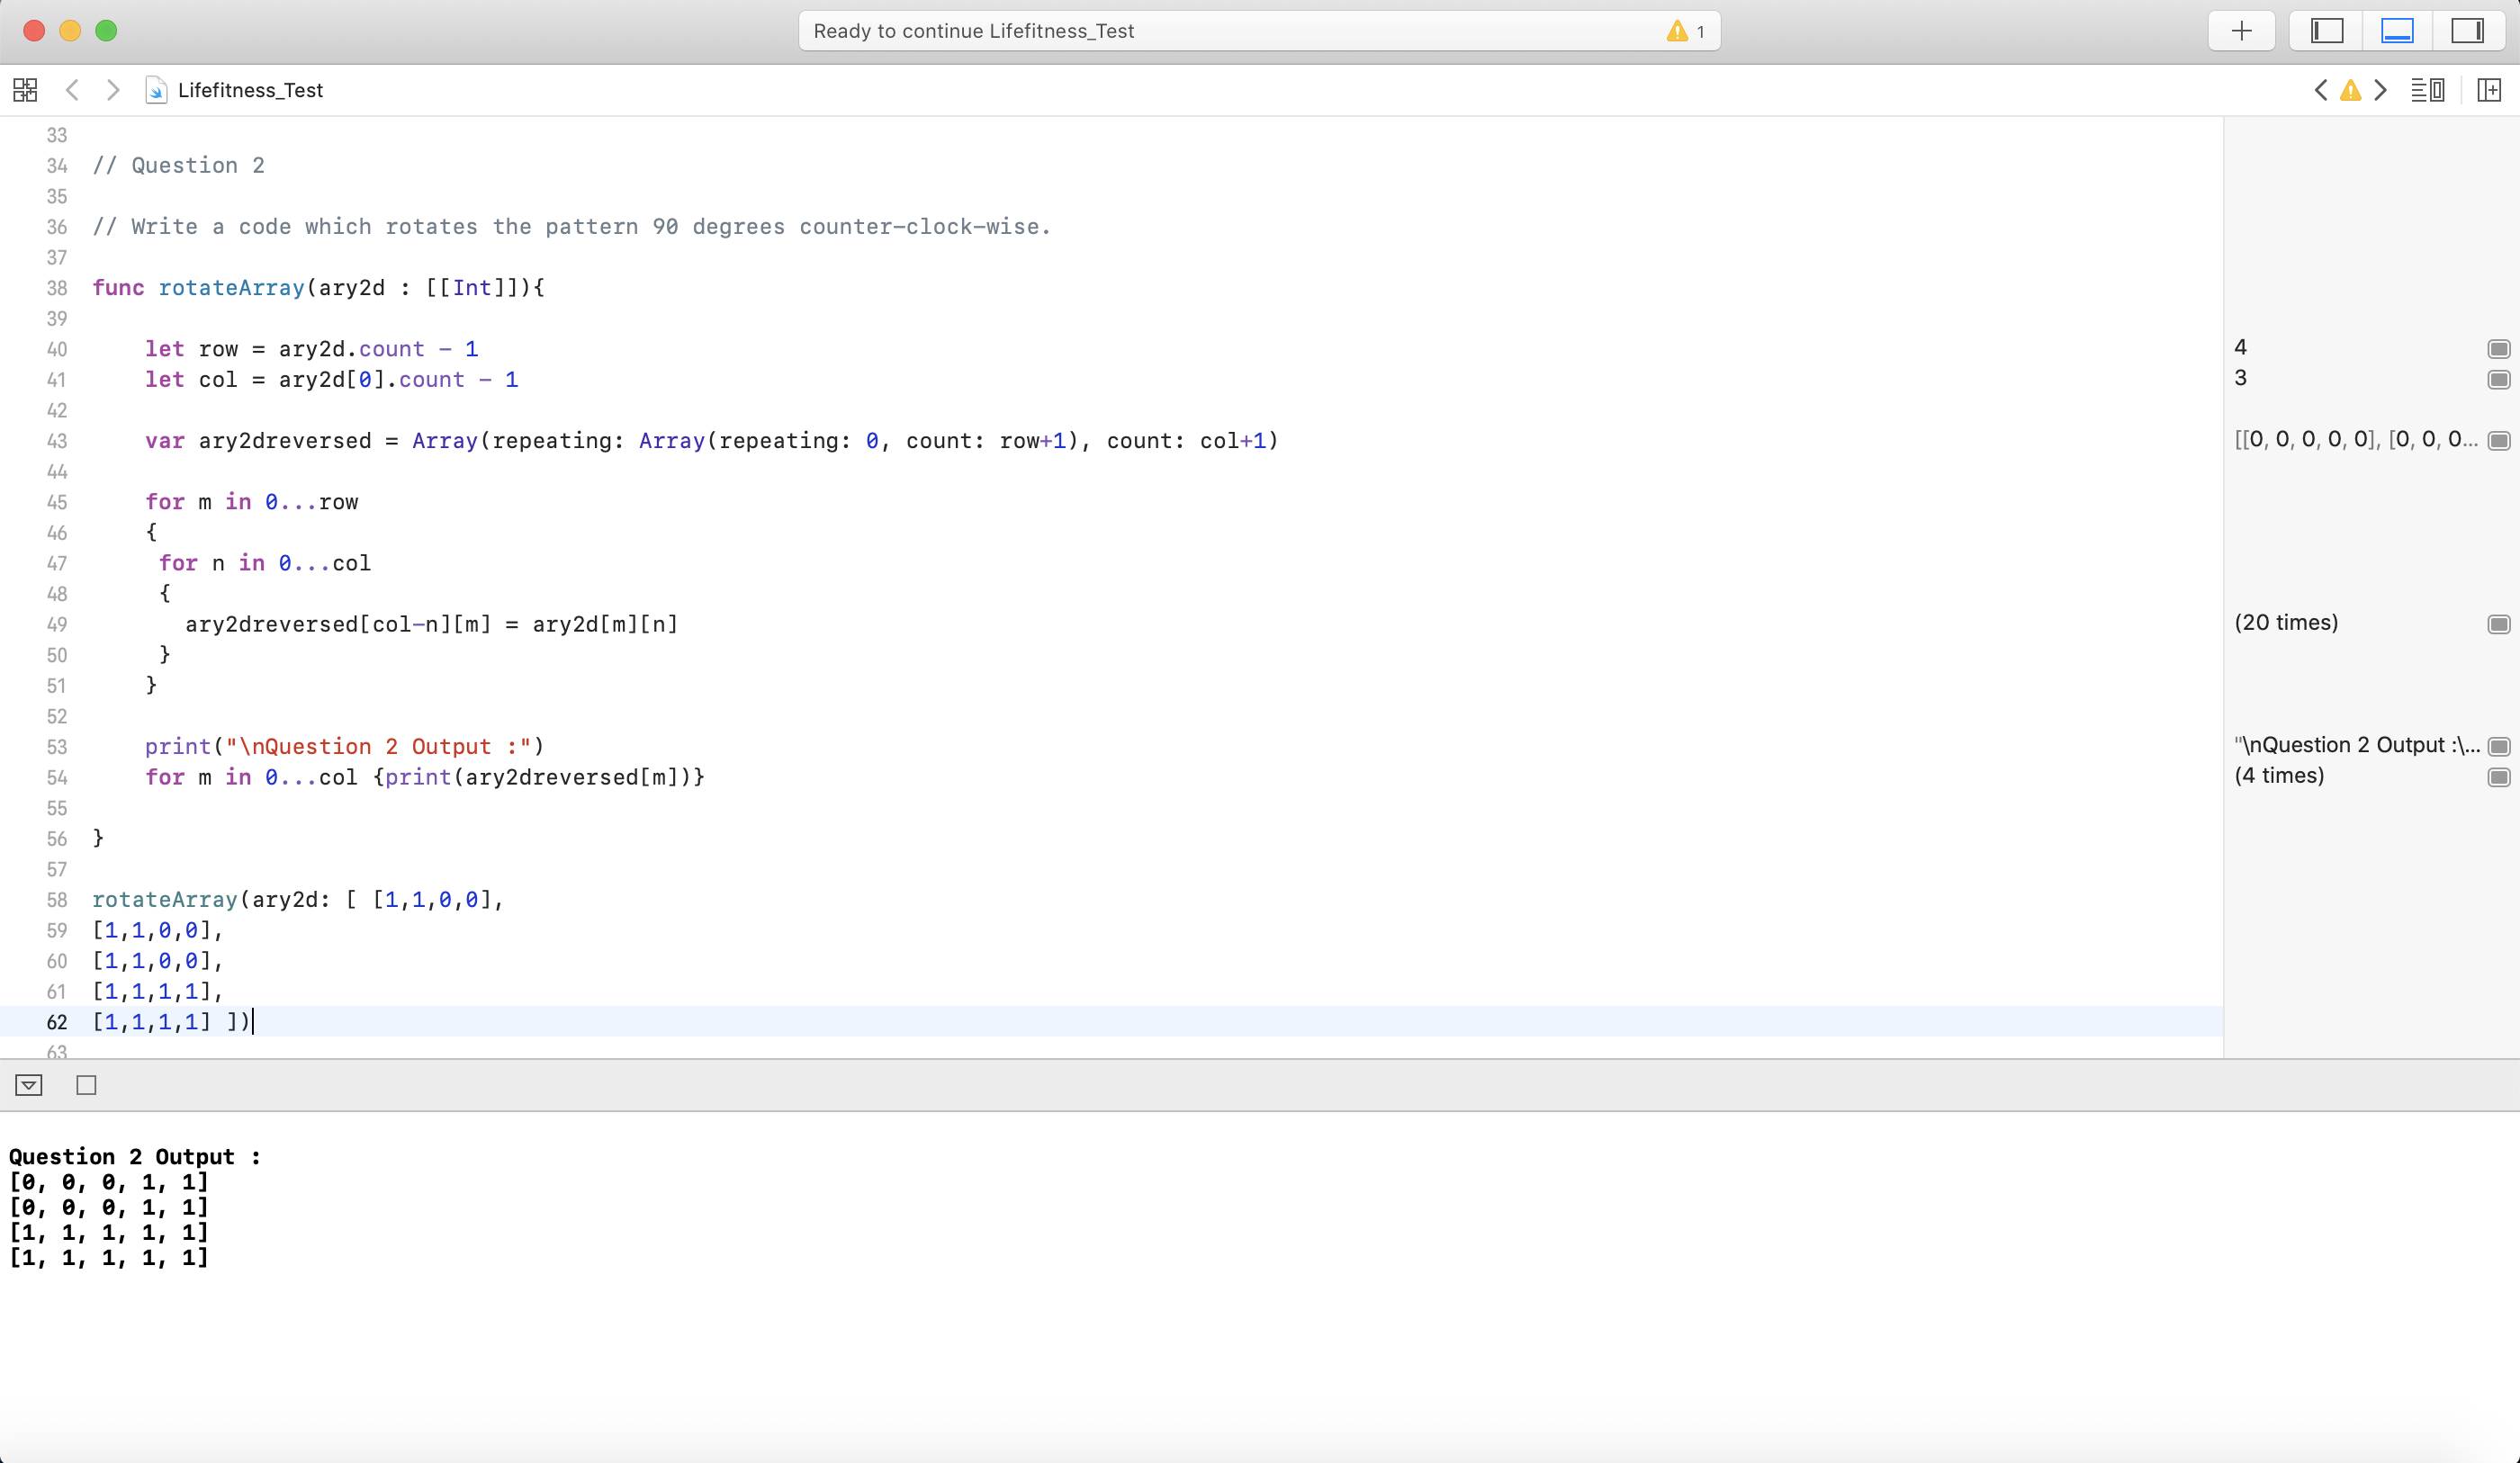 Ready to continue Lifefitness_Test 1
Lifefitness_Test
33
34 // Question 2
35
36 // Write a code which rotates the pattern 90 degrees counter-clock-wise.
37
38 func rotateArray(ary2d : [[Int]]){
39
40 let row = ary2d.count - 1 4
41 let col = ary2d[0].count - 1 3
42
43 var ary2dreversed = Array(repeating: Array(repeating: 0, count: row+1), count: col+1) [[0, 0, 0, 0, 0], [0, 0, 0...
44
45 for m in 0...row
46 {
47 for n in 0...col
48 {
49 ary2dreversed[col-n][m] = ary2d[m][n] (20 times)
50 }
51 }
52
53 print("\nQuestion 2 Output :") "\nQuestion 2 Output :\...
54 for m in 0...col {print(ary2dreversed[m])} (4 times)
55
56 }
57
58 rotateArray(ary2d: [ [1,1,0,0],
59 [1,1,0,0],
60 [1,1,0,0],
61 [1,1,1,1],
62 [1,1,1,1] ])
63
Question 2 Output :
[0, 0, 0, 1, 1]
[0, 0, 0, 1, 1]
[1, 1, 1, 1, 1]
[1, 1, 1, 1, 1]